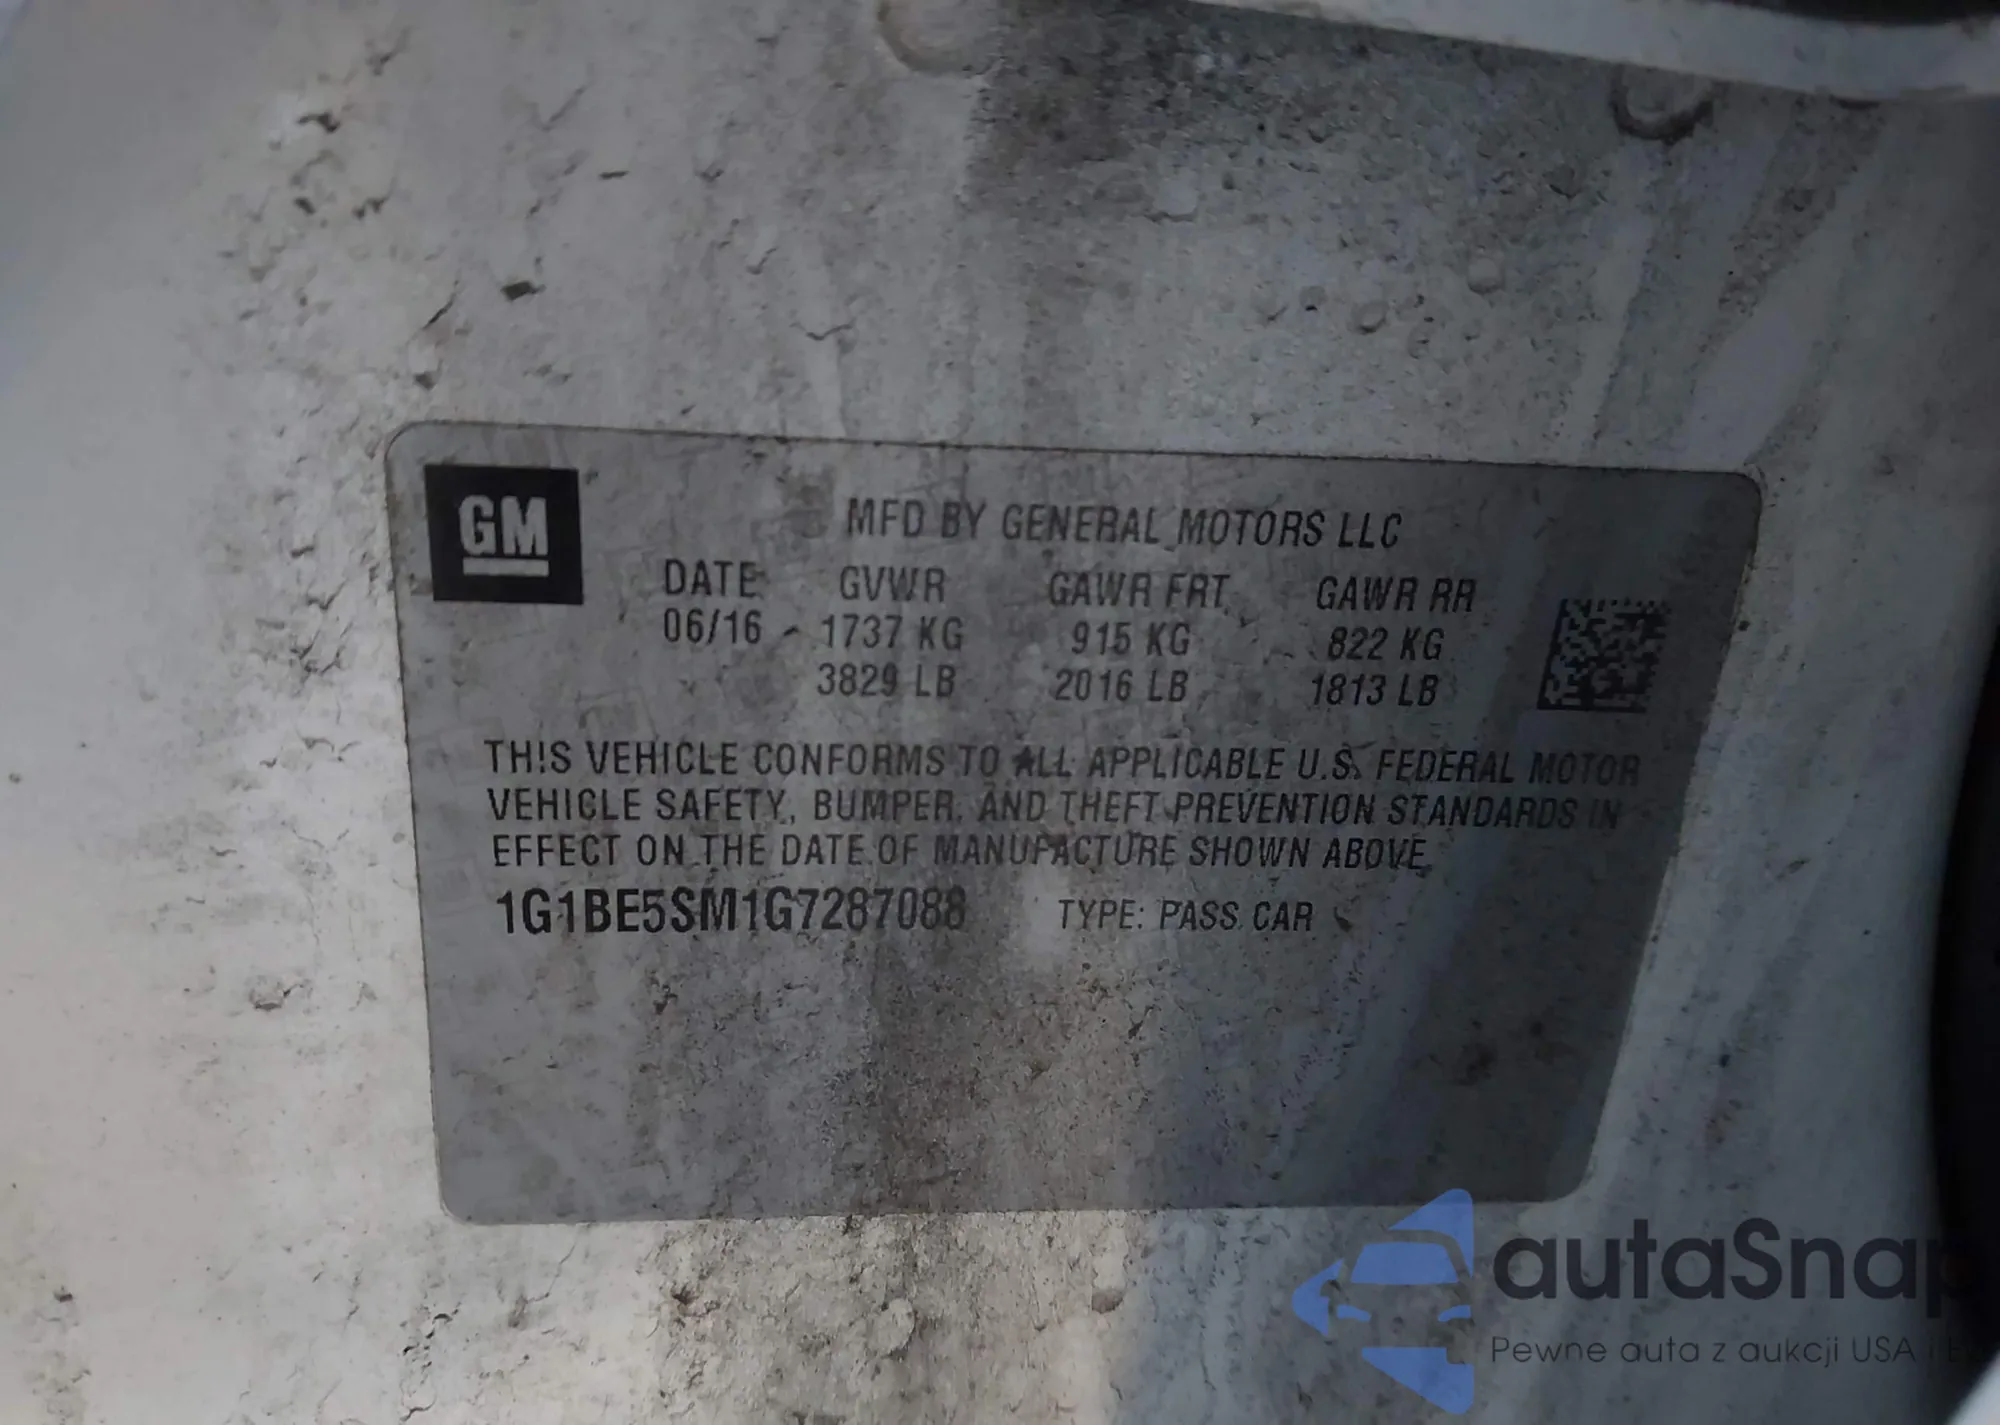 GM
MFD BY GENERAL MOTORS LLC
DATE GVWR GAWR FRT GAWR RR
06/16 1737 KG 915 KG 822 KG
3829 LB 2016 LB 1813 LB
THIS VEHICLE CONFORMS TO ALL APPLICABLE U.S. FEDERAL MOTOR
VEHICLE SAFETY, BUMPER, AND THEFT PREVENTION STANDARDS IN
EFFECT ON THE DATE OF MANUFACTURE SHOWN ABOVE.
1G1BE5SM1G7287088 TYPE: PASS CAR
autaSnap
Pewne auta z aukcji USA i